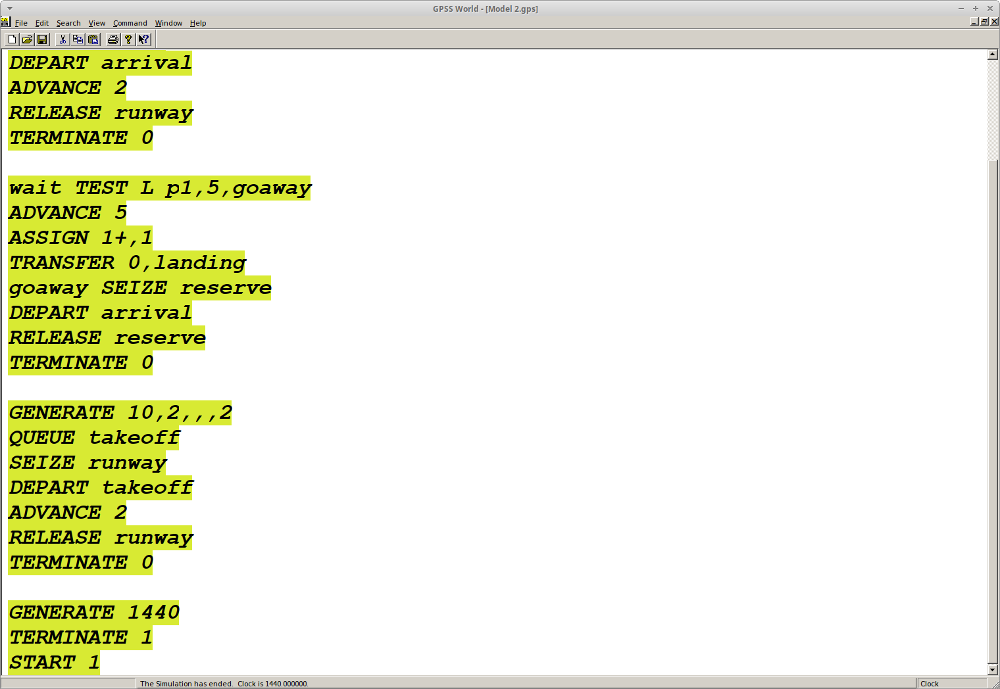 GPSS World - [Model 2.gps]
File Edit Search View Command Window Help
DEPART arrival
ADVANCE 2
RELEASE runway
TERMINATE 0
wait TEST L p1,5,goaway
ADVANCE 5
ASSIGN 1+,1
TRANSFER 0,landing
goaway SEIZE reserve
DEPART arrival
RELEASE reserve
TERMINATE 0
GENERATE 10,2,,,2
QUEUE takeoff
SEIZE runway
DEPART takeoff
ADVANCE 2
RELEASE runway
TERMINATE 0
GENERATE 1440
TERMINATE 1
START 1
The Simulation has ended. Clock is 1440.000000.
Clock